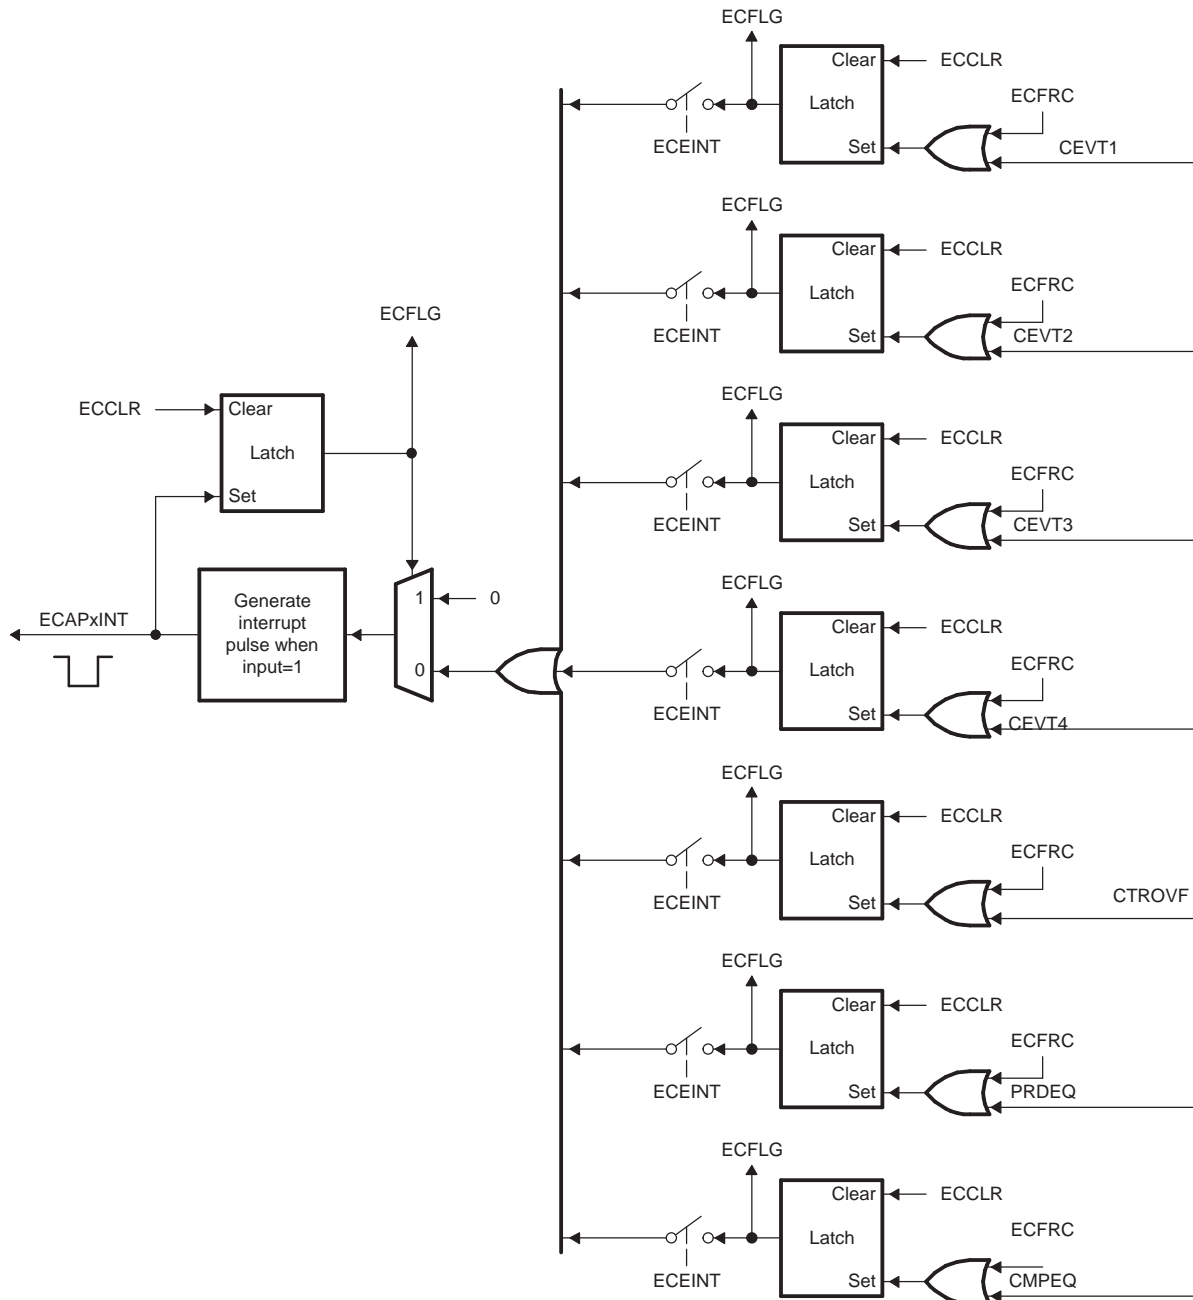 ECFLG
Clear
ECCLR
Latch
ECFRC
ECEINT
Set
CEVT1
ECFLG
Clear
ECCLR
Latch
ECFRC
ECEINT
Set
CEVT2
ECFLG
ECFLG
Clear
ECCLR
Latch
ECFRC
ECEINT
Set
CEVT3
ECCLR
Clear
Latch
Set
ECAPxINT
Generate
interrupt
pulse when
input=1
1
0
0
ECFLG
Clear
ECCLR
Latch
ECFRC
ECEINT
Set
CEVT4
ECFLG
Clear
ECCLR
Latch
ECFRC
ECEINT
Set
CTROVF
ECFLG
Clear
ECCLR
Latch
ECFRC
ECEINT
Set
PRDEQ
ECFLG
Clear
ECCLR
Latch
ECFRC
ECEINT
Set
CMPEQ